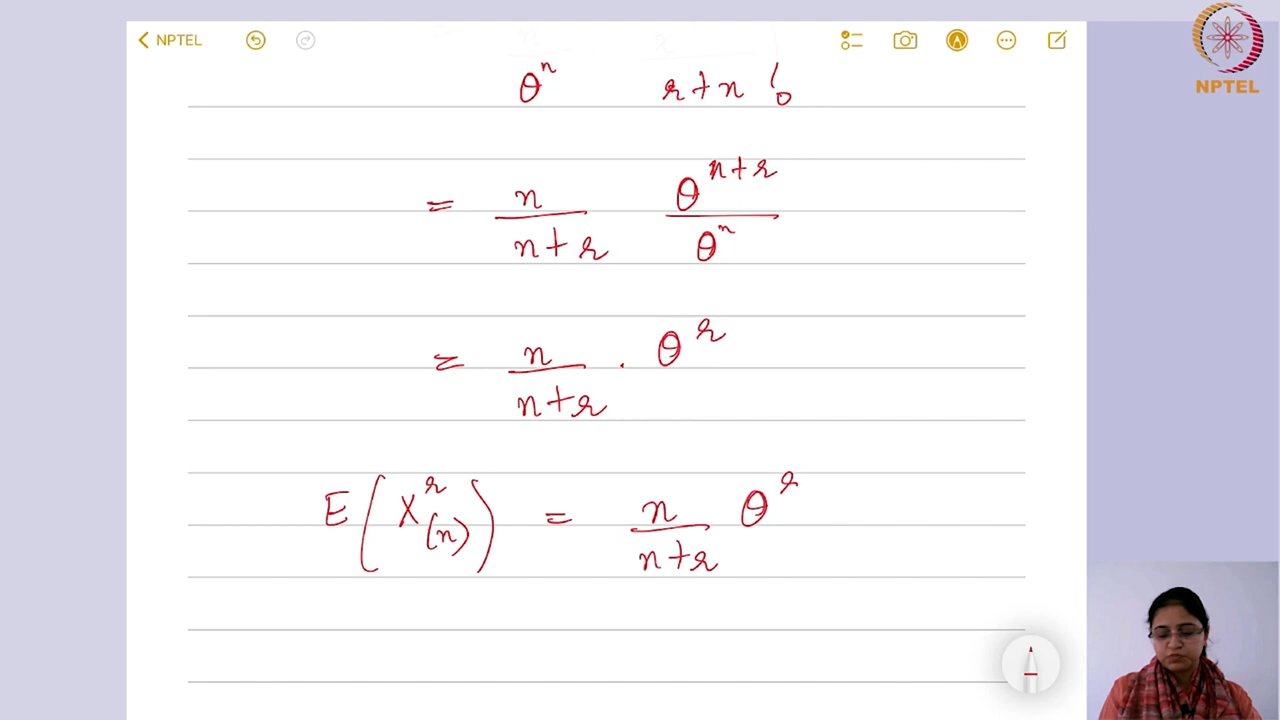 NPTEL
NPTEL
θ^n r+n |_0
= n/(n+r) θ^(n+r)/θ^n
= n/(n+r) . θ^r
E(X^r_(n)) = n/(n+r) θ^r